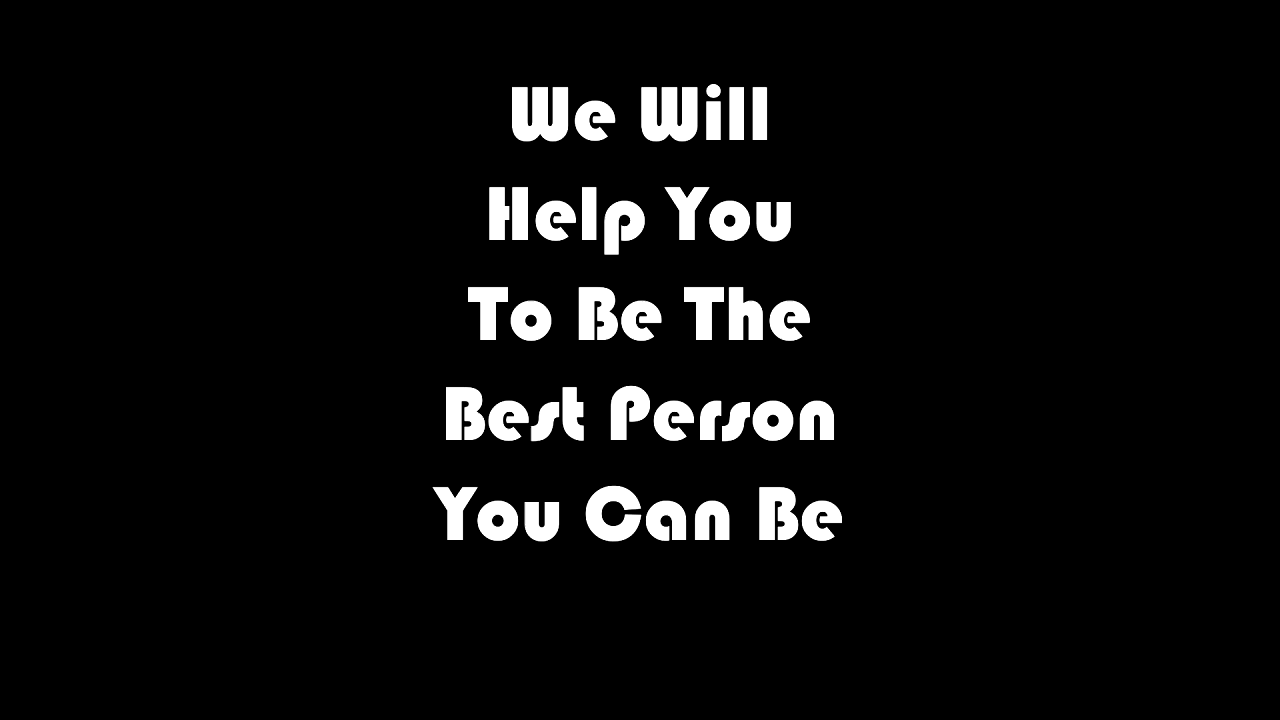 We Will
Help You
To Be The
Best Person
You Can Be